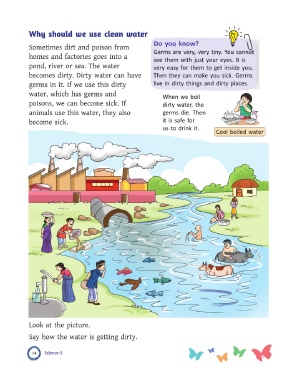 Why should we use clean water
Sometimes dirt and poison from
homes and factories goes into a
pond, river or sea. The water
becomes dirty. Dirty water can have
germs in it. If we use this dirty
water, which has germs and
poisons, we can become sick. If
animals use this water, they also
become sick.
Do you know?
Germs are very, very tiny. You cannot
see them with just your eyes. It is
very easy for them to get inside you.
Then they can make you sick. Germs
live in dirty things and dirty places.
When we boil
dirty water, the
germs die. Then
it is safe for
us to drink it.
Cool boiled water
Look at the picture.
Say how the water is getting dirty.
74 Science-2